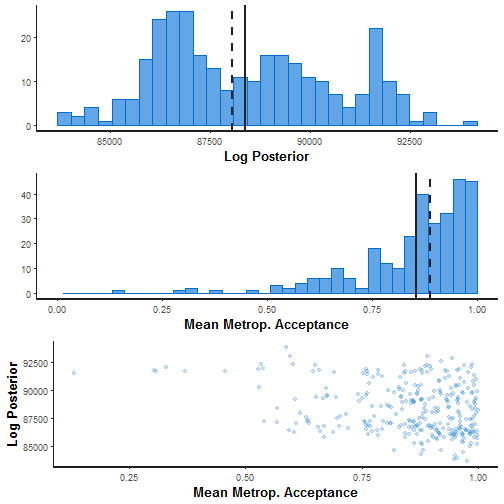 20
10
0
85000 87500 90000 92500
Log Posterior
40
30
20
10
0
0.00 0.25 0.50 0.75 1.00
Mean Metrop. Acceptance
92500
90000
87500
85000
Log Posterior
0.25 0.50 0.75 1.00
Mean Metrop. Acceptance